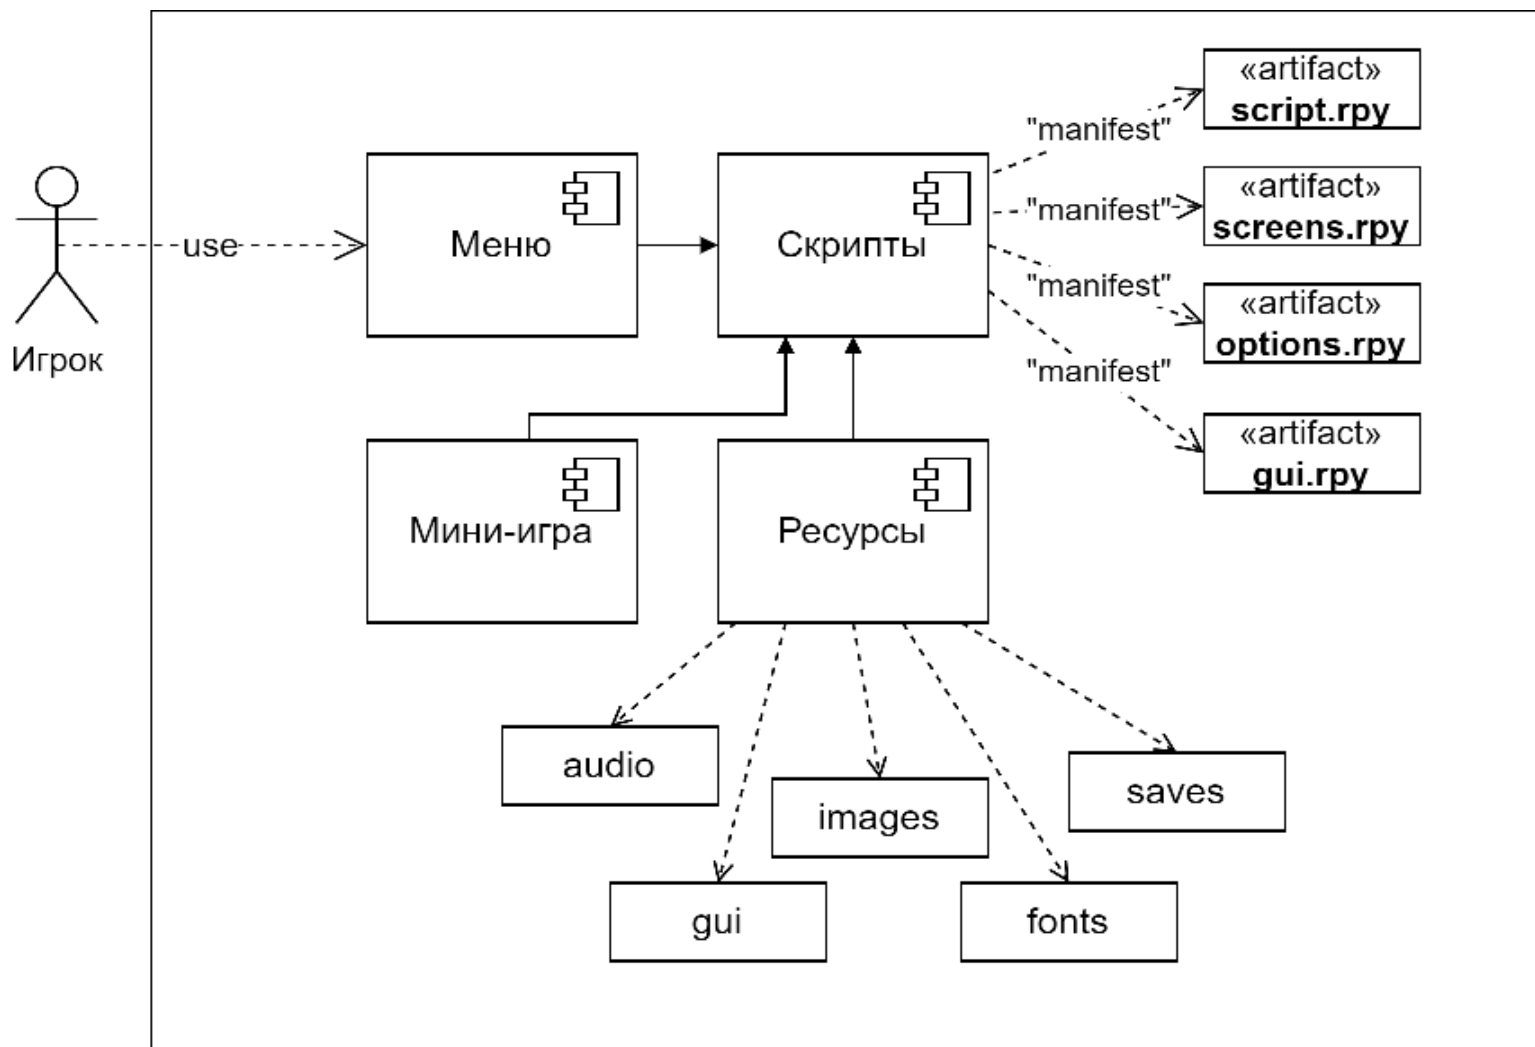 «artifact»
script.rpy
"manifest"
«artifact»
screens.rpy
"manifest"
Игрок
use
Меню
Скрипты
"manifest"
«artifact»
options.rpy
"manifest"
«artifact»
gui.rpy
Мини-игра
Ресурсы
audio
images
saves
gui
fonts